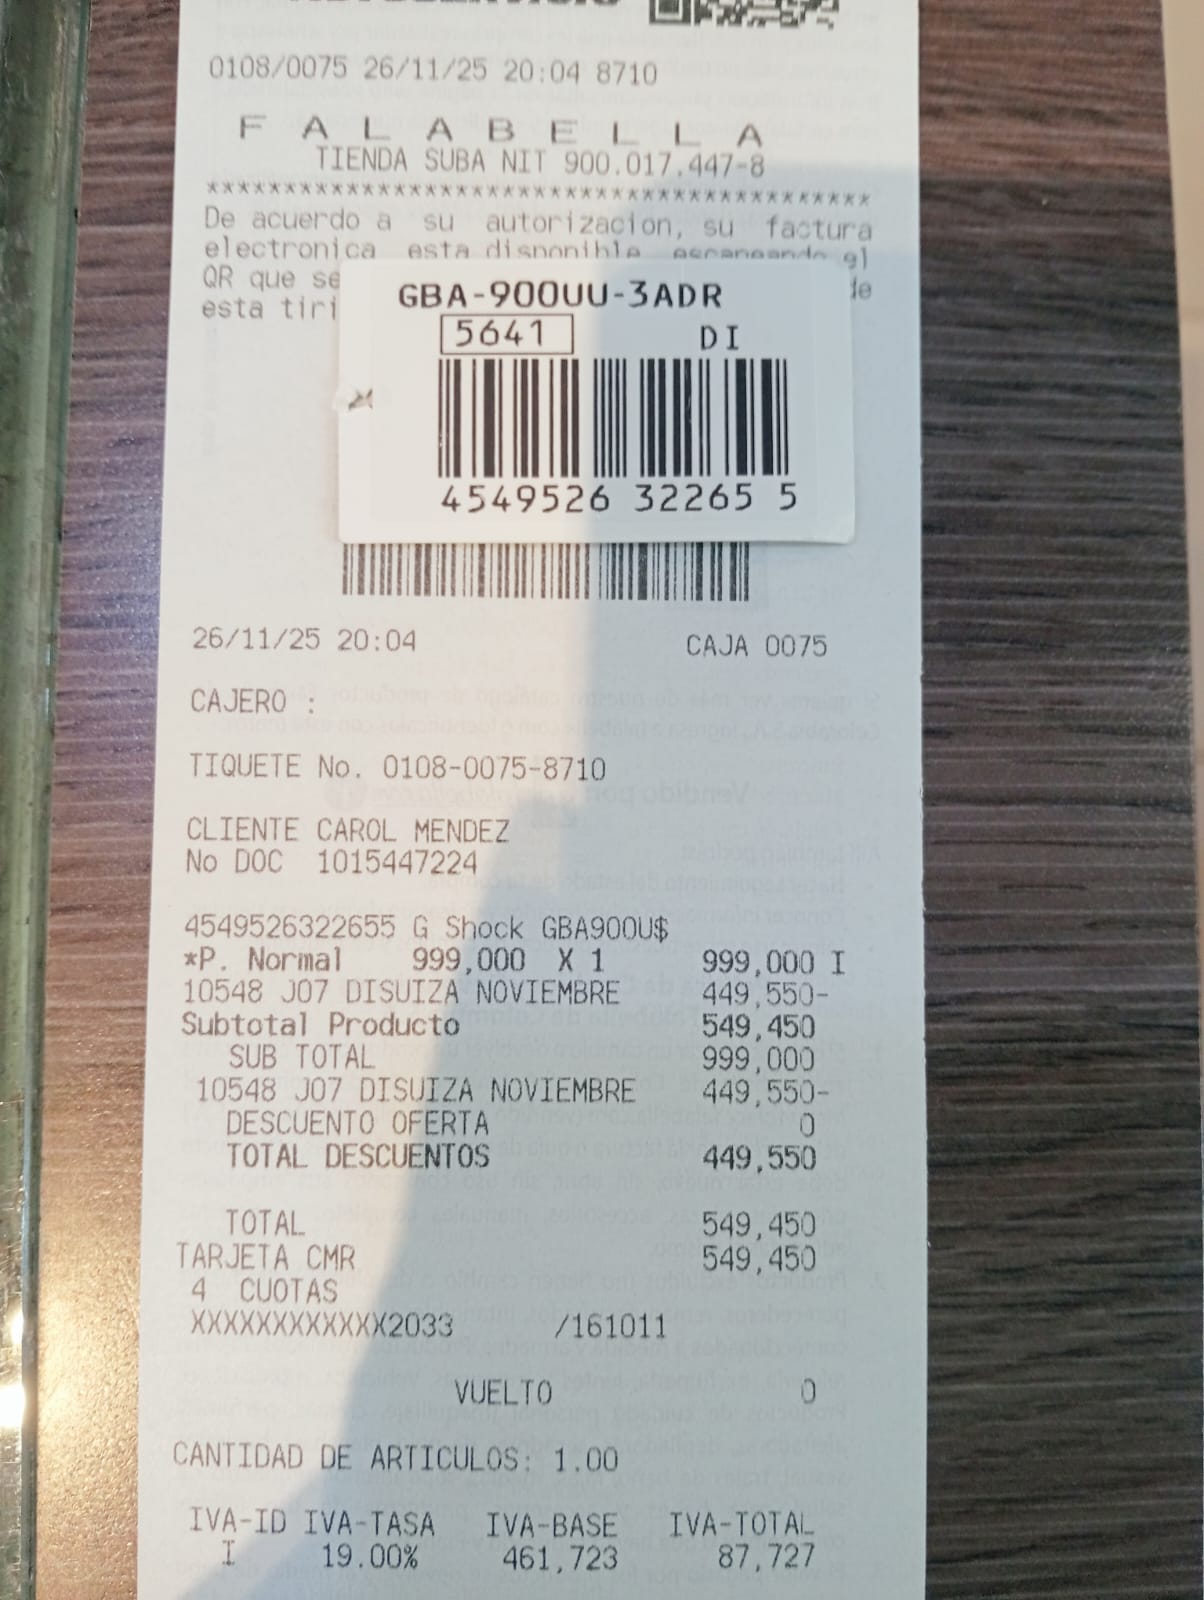 0108/0075 26/11/25 20:04 8710
F A L A B E L L A
TIENDA SUBA NIT 900.017.447-8
******************************************
De acuerdo a su autorizacion, su factura
electronica esta disponible escaneando el
QR que se de
esta tiri
GBA-900UU-3ADR
5641 DI
4549526 32265 5
26/11/25 20:04 CAJA 0075
CAJERO :
TIQUETE No. 0108-0075-8710
CLIENTE CAROL MENDEZ
No DOC 1015447224
4549526322655 G Shock GBA900U$
*P. Normal 999,000 X 1 999,000 I
10548 J07 DISUIZA NOVIEMBRE 449,550-
Subtotal Producto 549,450
SUB TOTAL 999,000
10548 J07 DISUIZA NOVIEMBRE 449,550-
DESCUENTO OFERTA 0
TOTAL DESCUENTOS 449,550
TOTAL 549,450
TARJETA CMR 549,450
4 CUOTAS
XXXXXXXXXXXX2033 /161011
VUELTO 0
CANTIDAD DE ARTICULOS: 1.00
IVA-ID IVA-TASA IVA-BASE IVA-TOTAL
I 19.00% 461,723 87,727